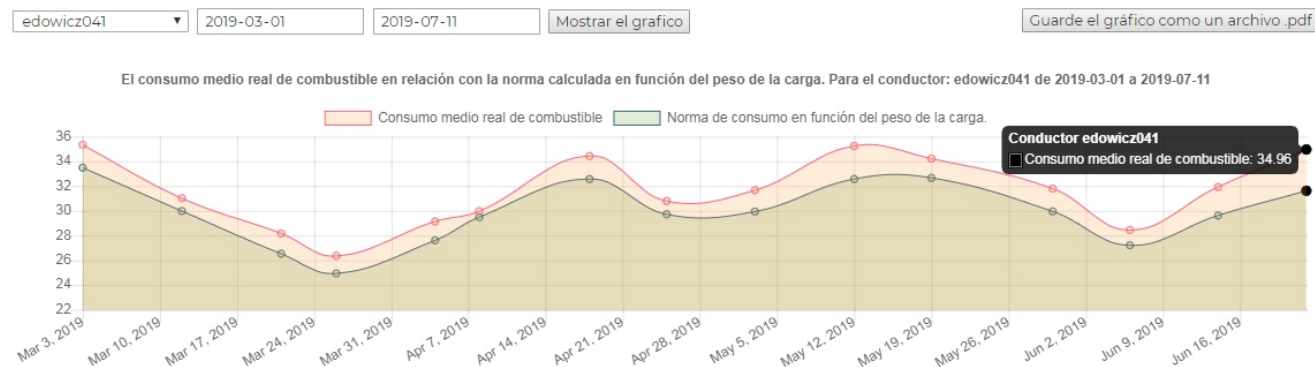 edowicz041 2019-03-01 2019-07-11 Mostrar el grafico Guarde el gráfico como un archivo .pdf
El consumo medio real de combustible en relación con la norma calculada en función del peso de la carga. Para el conductor: edowicz041 de 2019-03-01 a 2019-07-11
Consumo medio real de combustible Norma de consumo en función del peso de la carga.
Conductor edowicz041
Consumo medio real de combustible: 34.96
36
34
32
30
28
26
24
22
Mar 3, 2019 Mar 10, 2019 Mar 17, 2019 Mar 24, 2019 Mar 31, 2019 Apr 7, 2019 Apr 14, 2019 Apr 21, 2019 Apr 28, 2019 May 5, 2019 May 12, 2019 May 19, 2019 May 26, 2019 Jun 2, 2019 Jun 9, 2019 Jun 16, 2019